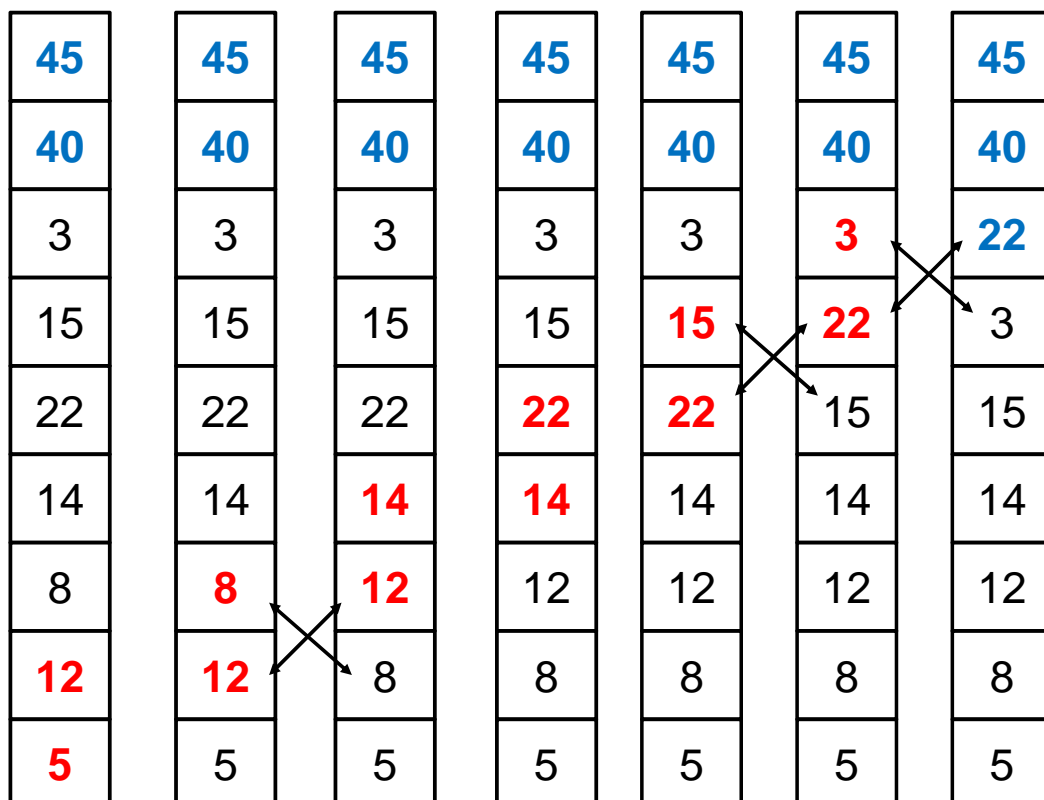 45 45 45 45 45 45 45
40 40 40 40 40 40 40
3 3 3 3 3 3 22
15 15 15 15 15 22 3
22 22 22 22 22 15 15
14 14 14 14 14 14 14
8 8 12 12 12 12 12
12 12 8 8 8 8 8
5 5 5 5 5 5 5